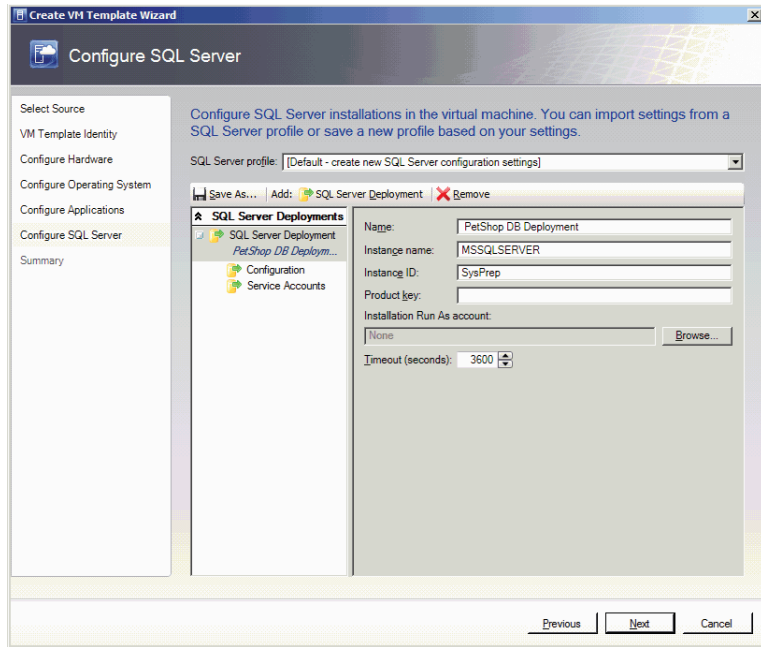 Create VM Template Wizard
Configure SQL Server
Select Source
VM Template Identity
Configure Hardware
Configure Operating System
Configure Applications
Configure SQL Server
Summary
Configure SQL Server installations in the virtual machine. You can import settings from a
SQL Server profile or save a new profile based on your settings.
SQL Server profile: [Default - create new SQL Server configuration settings]
Save As... Add: SQL Server Deployment Remove
SQL Server Deployments
SQL Server Deployment
PetShop DB Deploym...
Configuration
Service Accounts
Name: PetShop DB Deployment
Instance name: MSSQLSERVER
Instance ID: SysPrep
Product key:
Installation Run As account:
None Browse...
Timeout (seconds): 3600
Previous Next Cancel